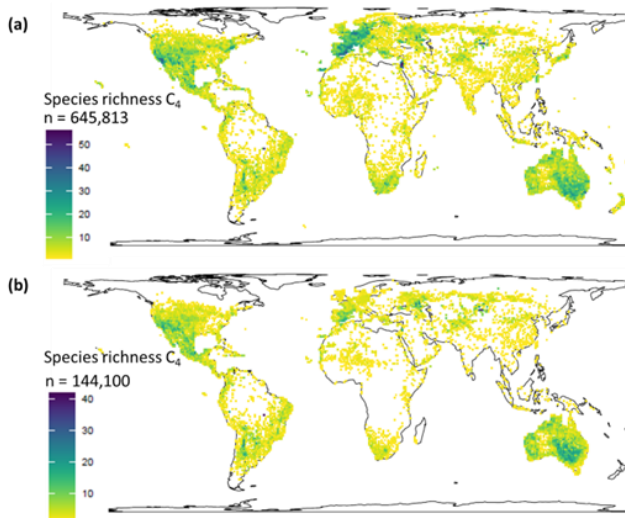 (a)
Species richness C₄
n = 645,813
50
40
30
20
10
(b)
Species richness C₄
n = 144,100
40
30
20
10